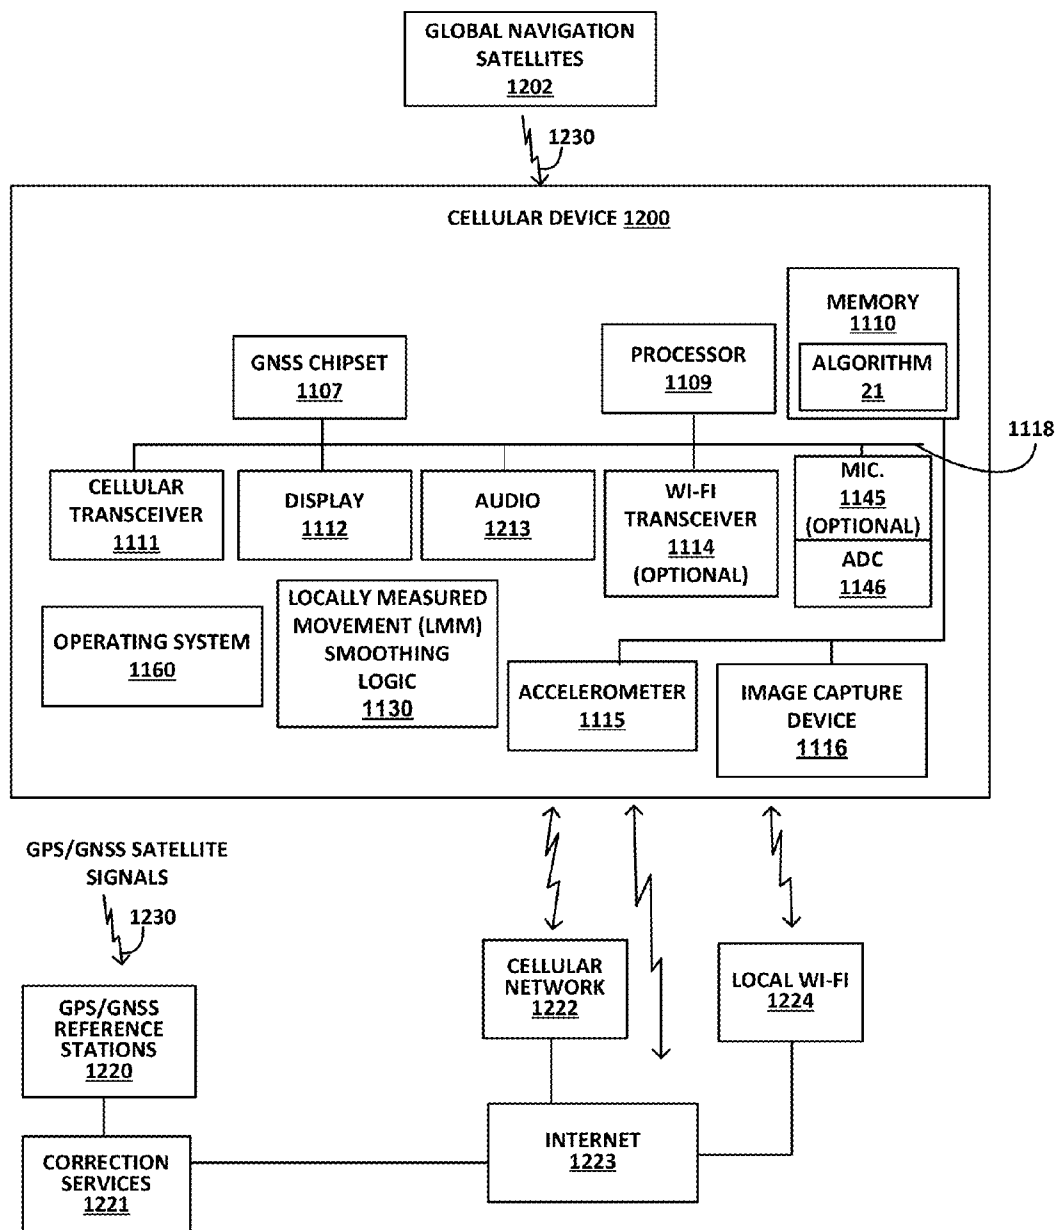 GLOBAL NAVIGATION
SATELLITES
1202
1230
CELLULAR DEVICE 1200
MEMORY
1110
ALGORITHM
21
PROCESSOR
1109
GNSS CHIPSET
1107
1118
CELLULAR
TRANSCEIVER
1111
DISPLAY
1112
AUDIO
1213
WI-FI
TRANSCEIVER
1114
(OPTIONAL)
MIC.
1145
(OPTIONAL)
ADC
1146
OPERATING SYSTEM
1160
LOCALLY MEASURED
MOVEMENT (LMM)
SMOOTHING
LOGIC
1130
ACCELEROMETER
1115
IMAGE CAPTURE
DEVICE
1116
GPS/GNSS SATELLITE
SIGNALS
1230
GPS/GNSS
REFERENCE
STATIONS
1220
CELLULAR
NETWORK
1222
LOCAL WI-FI
1224
CORRECTION
SERVICES
1221
INTERNET
1223